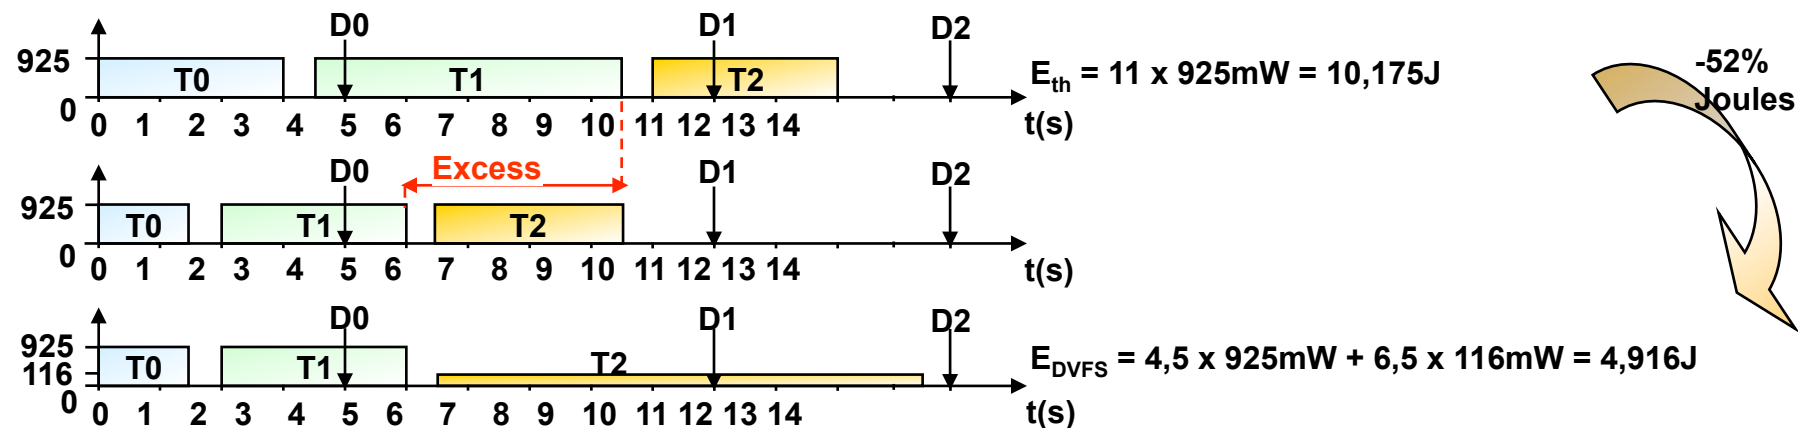 D0 D1 D2
925 T0 T1 T2 E_th = 11 x 925mW = 10,175J -52%
Joules
0
0 1 2 3 4 5 6 7 8 9 10 11 12 13 14 t(s)
D0 Excess D1 D2
925 T0 T1 T2
0
0 1 2 3 4 5 6 7 8 9 10 11 12 13 14 t(s)
D0 D1 D2
925 T0 T1 T2 E_DVFS = 4,5 x 925mW + 6,5 x 116mW = 4,916J
116
0
0 1 2 3 4 5 6 7 8 9 10 11 12 13 14 t(s)